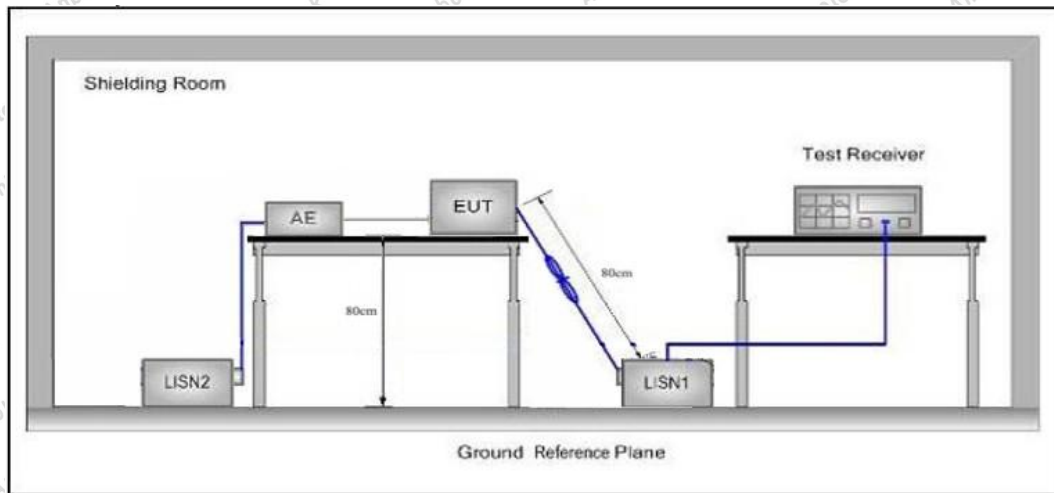 Shielding Room
Test Receiver
AE
EUT
80cm
80cm
LISN2
LISN1
Ground Reference Plane